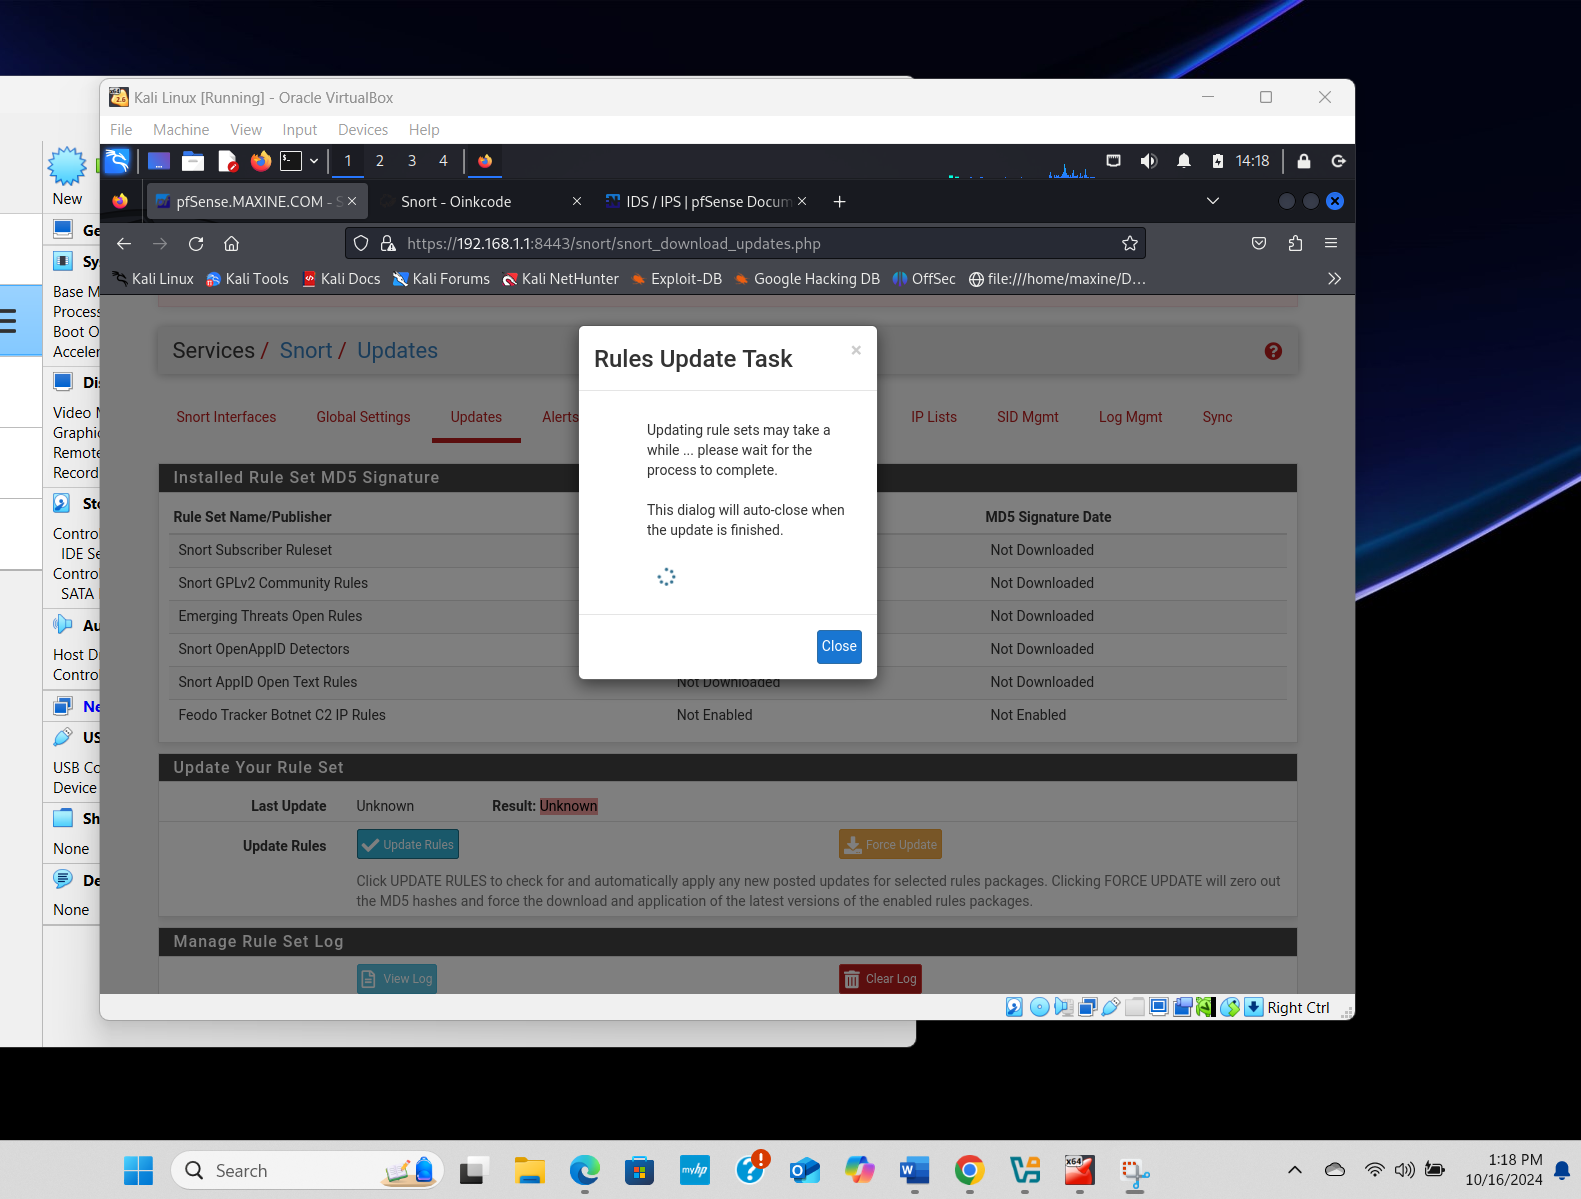 Kali Linux [Running] - Oracle VirtualBox
File Machine View Input Devices Help
New
1 2 3 4 14:18
pfSense.MAXINE.COM - S
Snort - Oinkcode
IDS / IPS | pfSense Docum
https://192.168.1.1:8443/snort/snort_download_updates.php
Kali Linux Kali Tools Kali Docs Kali Forums Kali NetHunter Exploit-DB Google Hacking DB OffSec file:///home/maxine/D...
Ge
Sy
Base M
Process
Boot O
Acceler
Dis
Video M
Graphic
Remote
Record
Sto
Contro
IDE Se
Contro
SATA
Au
Host D
Contro
Ne
US
USB Co
Device
Sh
None
De
None
Services / Snort / Updates
Snort Interfaces Global Settings Updates Alerts IP Lists SID Mgmt Log Mgmt Sync
Rules Update Task
Updating rule sets may take a
while ... please wait for the
process to complete.
This dialog will auto-close when
the update is finished.
Close
Installed Rule Set MD5 Signature
Rule Set Name/Publisher MD5 Signature Date
Snort Subscriber Ruleset Not Downloaded
Snort GPLv2 Community Rules Not Downloaded
Emerging Threats Open Rules Not Downloaded
Snort OpenAppID Detectors Not Downloaded
Snort AppID Open Text Rules Not Downloaded Not Downloaded
Feodo Tracker Botnet C2 IP Rules Not Enabled Not Enabled
Update Your Rule Set
Last Update Unknown Result: Unknown
Update Rules Update Rules Force Update
Click UPDATE RULES to check for and automatically apply any new posted updates for selected rules packages. Clicking FORCE UPDATE will zero out
the MD5 hashes and force the download and application of the latest versions of the enabled rules packages.
Manage Rule Set Log
View Log Clear Log
Right Ctrl
Search
myhp
x64
1:18 PM
10/16/2024